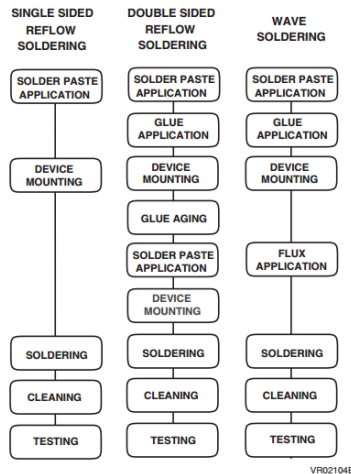 SINGLE SIDED
REFLOW
SOLDERING
SOLDER PASTE
APPLICATION
DEVICE
MOUNTING
SOLDERING
CLEANING
TESTING
DOUBLE SIDED
REFLOW
SOLDERING
SOLDER PASTE
APPLICATION
GLUE
APPLICATION
DEVICE
MOUNTING
GLUE AGING
SOLDER PASTE
APPLICATION
DEVICE
MOUNTING
SOLDERING
CLEANING
TESTING
WAVE
SOLDERING
SOLDER PASTE
APPLICATION
GLUE
APPLICATION
DEVICE
MOUNTING
FLUX
APPLICATION
SOLDERING
CLEANING
TESTING
VR02104E